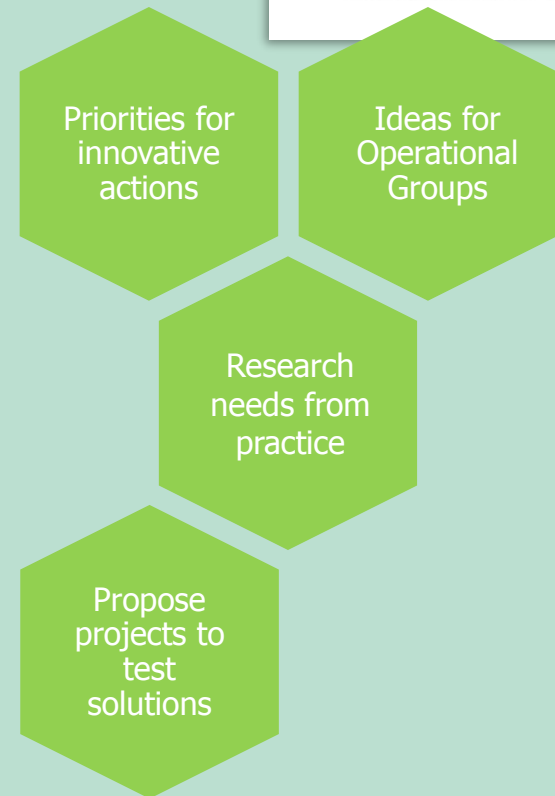 Priorities for
innovative
actions
Ideas for
Operational
Groups
Research
needs from
practice
Propose
projects to
test
solutions